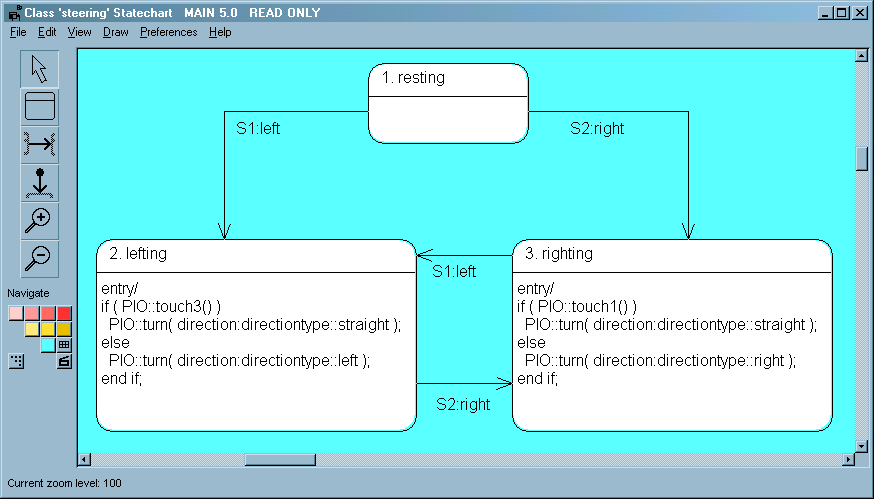 Class 'steering' Statechart   MAIN 5.0   READ ONLY
File Edit View Draw Preferences Help
1. resting
S1:left
S2:right
2. lefting
entry/
if ( PIO::touch3() )
PIO::turn( direction:directiontype::straight );
else
PIO::turn( direction:directiontype::left );
end if;
S1:left
S2:right
3. righting
entry/
if ( PIO::touch1() )
PIO::turn( direction:directiontype::straight );
else
PIO::turn( direction:directiontype::right );
end if;
Navigate
Current zoom level: 100